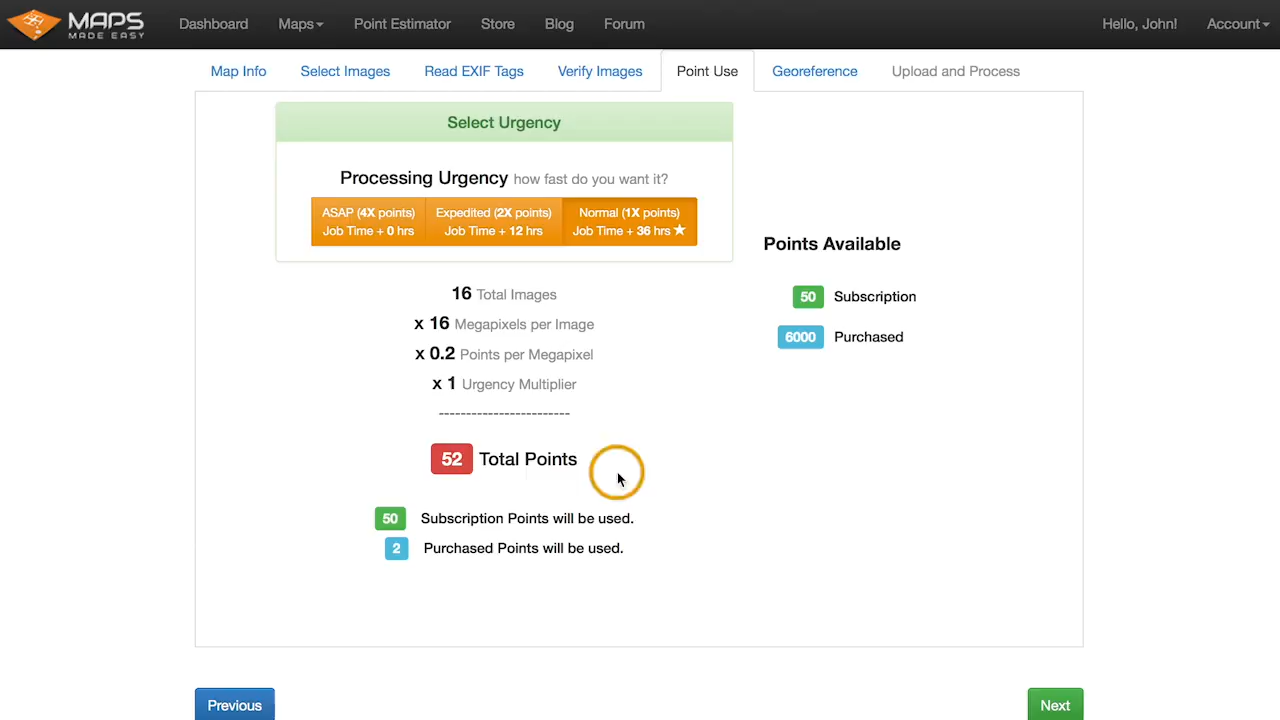 MAPS
MADE EASY
Dashboard Maps Point Estimator Store Blog Forum Hello, John! Account
Map Info Select Images Read EXIF Tags Verify Images Point Use Georeference Upload and Process
Select Urgency
Processing Urgency how fast do you want it?
ASAP (4X points) Expedited (2X points) Normal (1X points)
Job Time + 0 hrs Job Time + 12 hrs Job Time + 36 hrs ★
Points Available
16 Total Images
50 Subscription
x 16 Megapixels per Image
6000 Purchased
x 0.2 Points per Megapixel
x 1 Urgency Multiplier
------------------------
52 Total Points
50 Subscription Points will be used.
2 Purchased Points will be used.
Previous Next